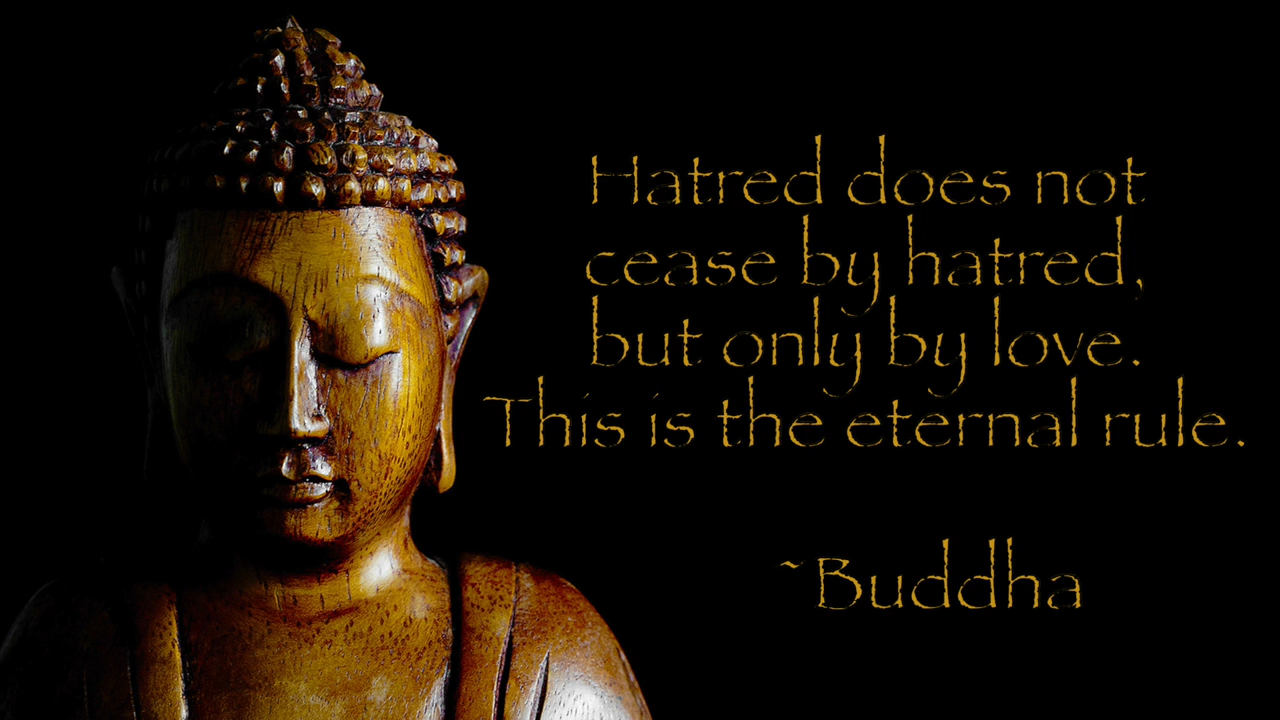 Hatred does not
cease by hatred,
but only by love.
This is the eternal rule.
~Buddha